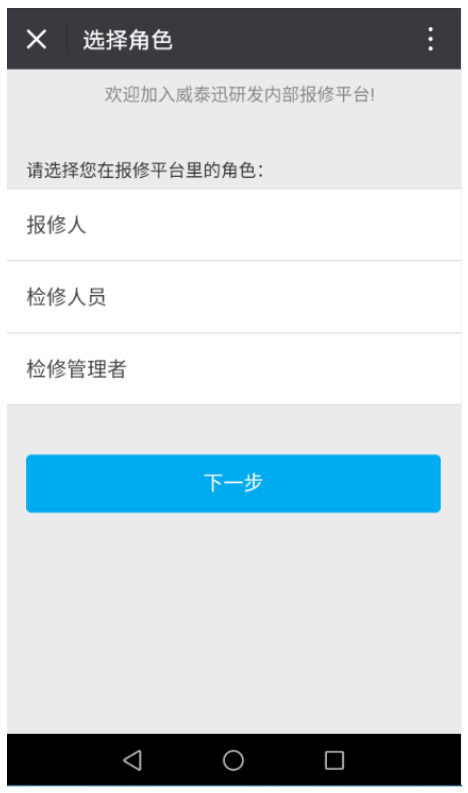 选择角色
欢迎加入威泰迅研发内部报修平台!
请选择您在报修平台里的角色:
报修人
检修人员
检修管理者
下一步